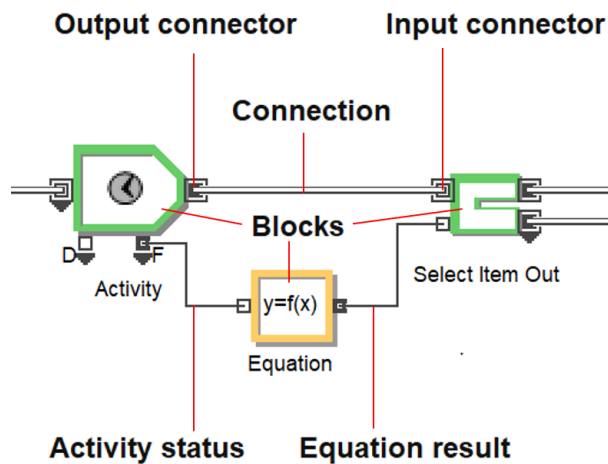 Output connector
Input connector
Connection
Blocks
D
F
Activity
Select Item Out
y=f(x)
Equation
Activity status
Equation result